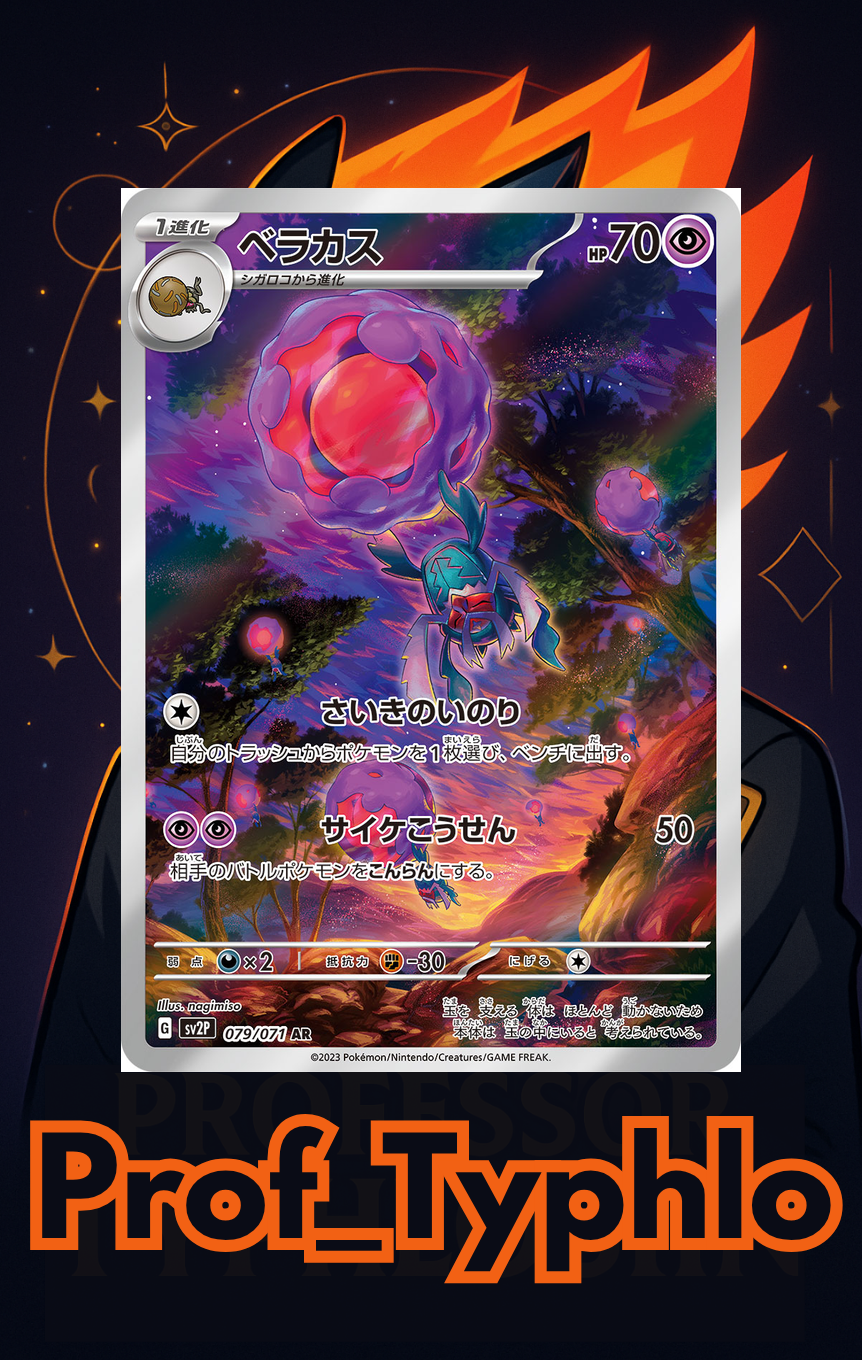 1進化
ベラカス
HP70
シガロコから進化
さいきのいのり
自分のトラッシュからポケモンを1枚選び、ベンチに出す。
サイケこうせん 50
相手のバトルポケモンをこんらんにする。
弱点 ×2 抵抗力 -30 にげる
Illus. nagimiso
玉を 支える 体は ほとんど 動かないため
本体は 玉の中にいると 考えられている。
G sv2P 079/071 AR
©2023 Pokémon/Nintendo/Creatures/GAME FREAK.
PROFESSOR
Prof_Typhlo